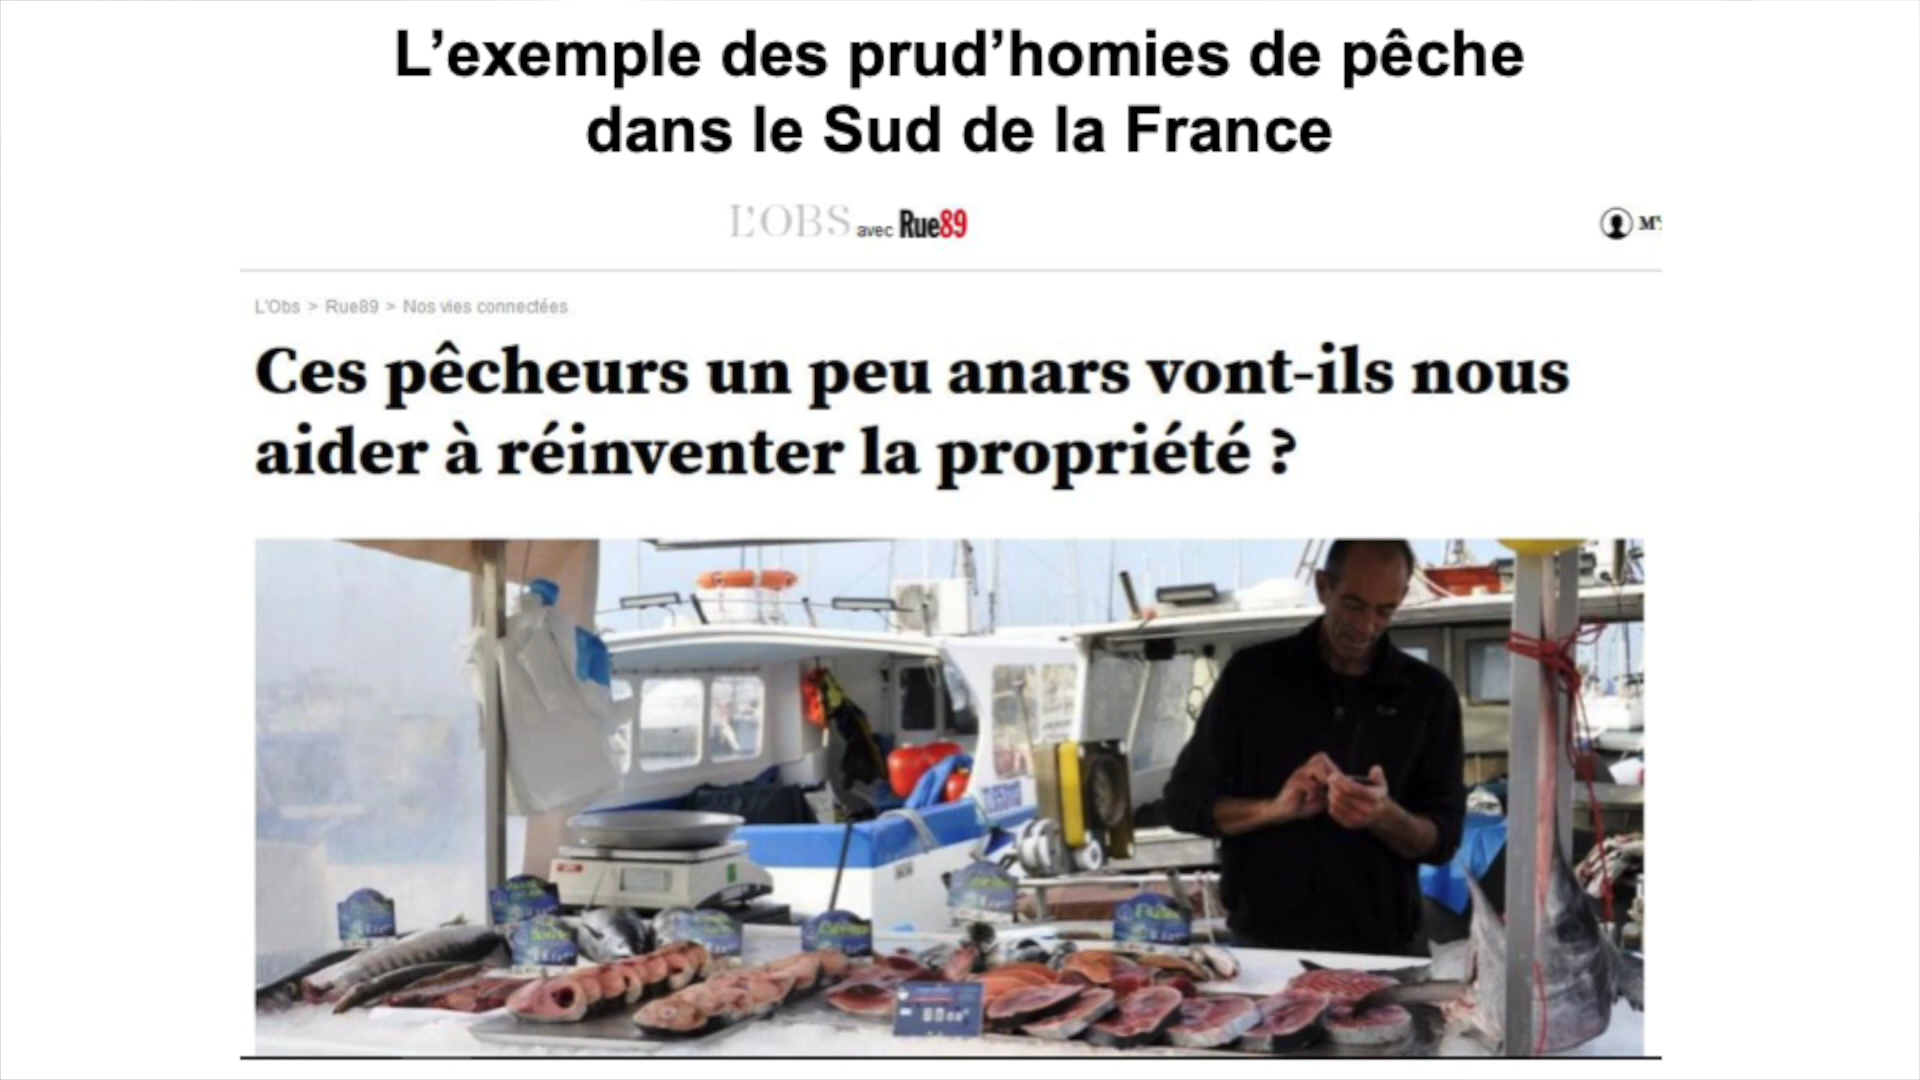 L’exemple des prud’homies de pêche
dans le Sud de la France
L'OBS avec Rue89
L'Obs > Rue89 > Nos vies connectées
Ces pêcheurs un peu anars vont-ils nous
aider à réinventer la propriété ?